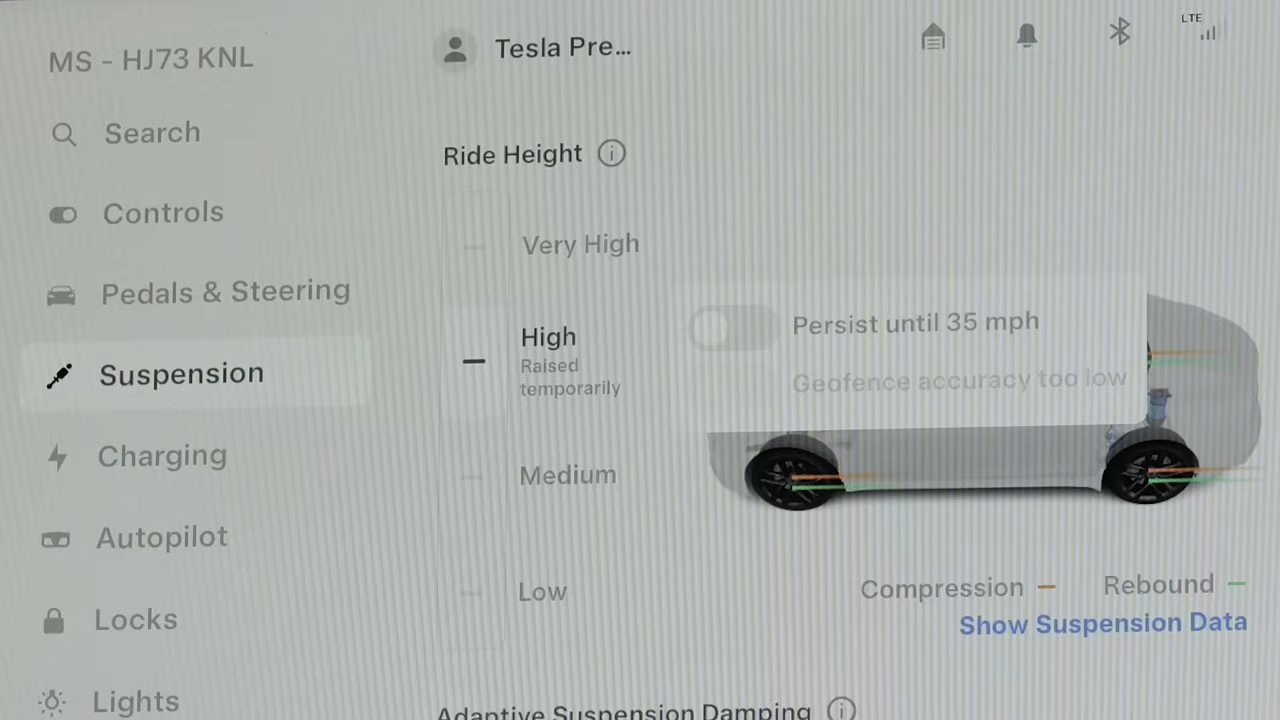 MS - HJ73 KNL
Tesla Pre...
LTE
Search
Controls
Pedals & Steering
Suspension
Charging
Autopilot
Locks
Lights
Ride Height
Very High
High
Raised
temporarily
Medium
Low
Persist until 35 mph
Geofence accuracy too low
Compression
Rebound
Show Suspension Data
Adaptive Suspension Damping